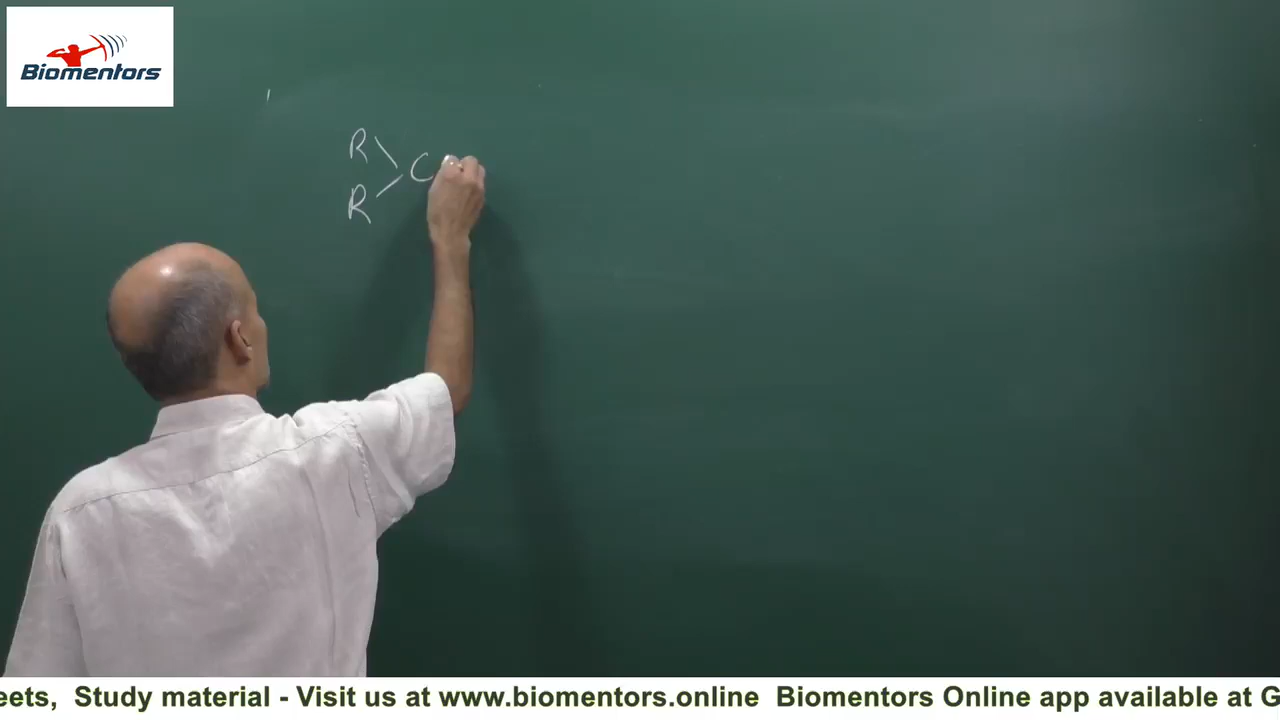 Biomentors
R
C
R
eets, Study material - Visit us at www.biomentors.online Biomentors Online app available at G